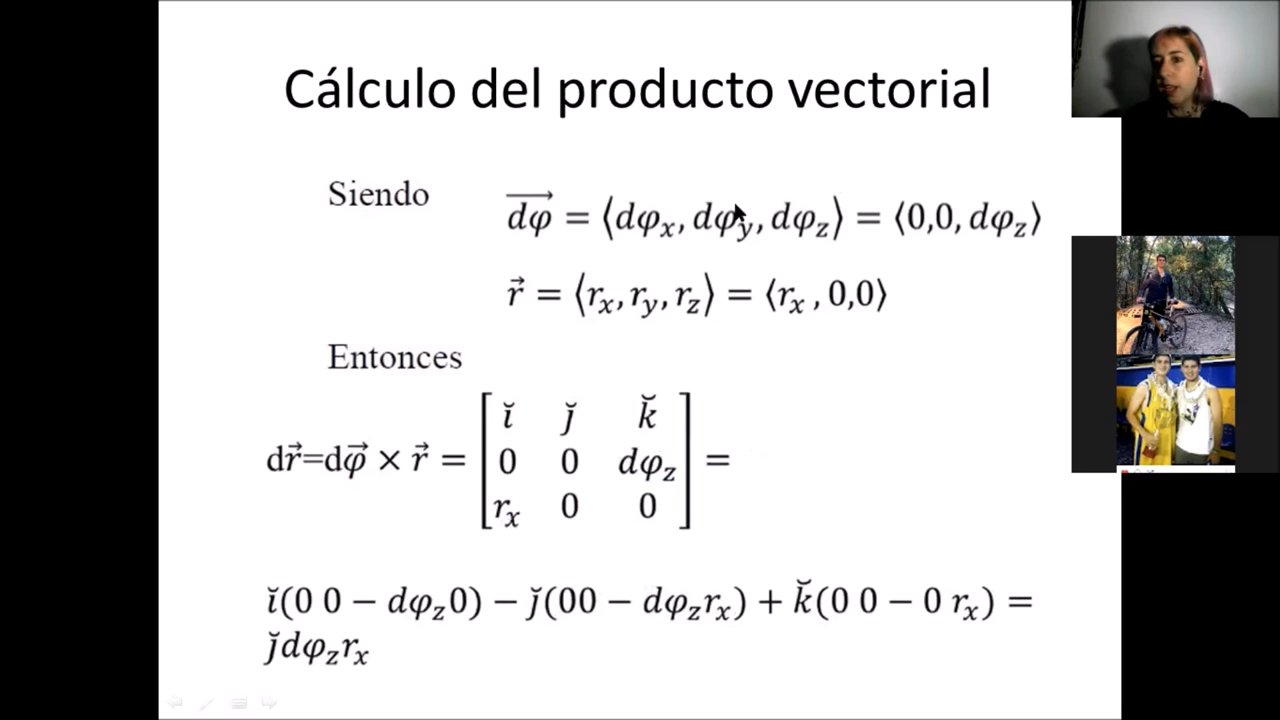 Cálculo del producto vectorial
Siendo
$\overrightarrow{d\varphi} = \langle d\varphi_x, d\varphi_y, d\varphi_z \rangle = \langle 0,0, d\varphi_z \rangle$
$\vec{r} = \langle r_x, r_y, r_z \rangle = \langle r_x , 0,0 \rangle$
Entonces
$d\vec{r} = d\vec{\varphi} \times \vec{r} = \begin{bmatrix} \breve{\imath} & \breve{\jmath} & \breve{k} \\ 0 & 0 & d\varphi_z \\ r_x & 0 & 0 \end{bmatrix} =$
$\breve{\imath}(0\ 0 - d\varphi_z 0) - \breve{\jmath}(00 - d\varphi_z r_x) + \breve{k}(0\ 0 - 0\ r_x) =$
$\breve{\jmath} d\varphi_z r_x$